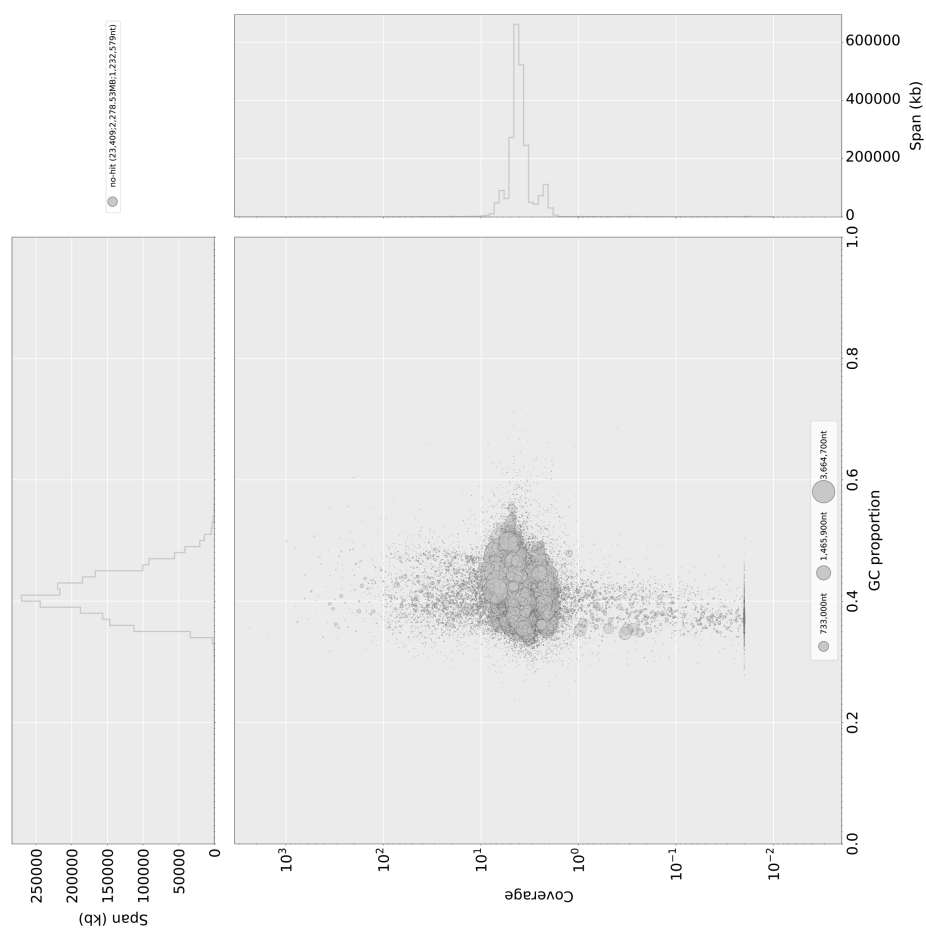 no-hit (23,409;2,278.53MB;1,232,579nt)
600000
400000
200000
0
Span (kb)
250000
200000
150000
100000
50000
0
Span (kb)
1.0
0.8
0.6
0.4
0.2
0.0
GC proportion
10³
10²
10¹
10⁰
10⁻¹
10⁻²
Coverage
733,000nt
1,465,900nt
3,664,700nt